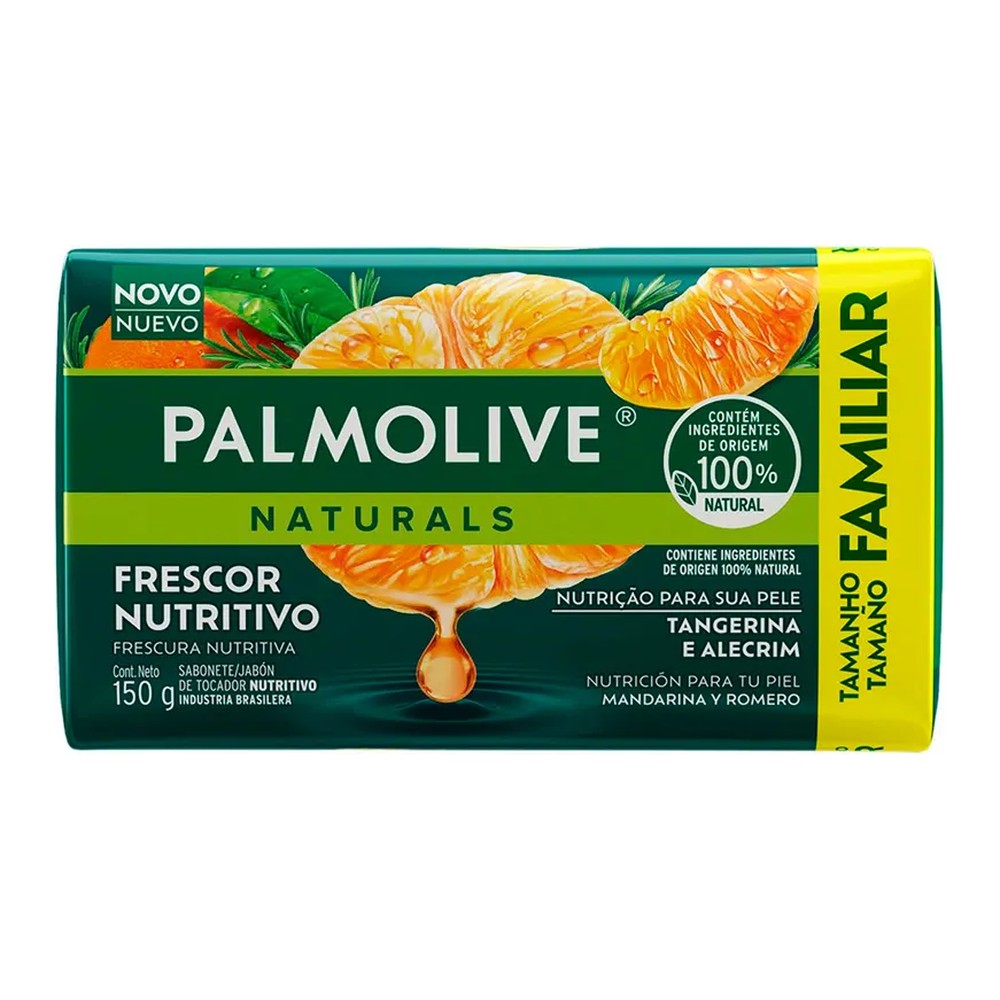 NOVO
NUEVO
PALMOLIVE®
NATURALS
CONTÉM
INGREDIENTES
DE ORIGEM
100%
NATURAL
CONTIENE INGREDIENTES
DE ORIGEN 100% NATURAL
FRESCOR
NUTRITIVO
FRESCURA NUTRITIVA
Cont. Neto
150 g
SABONETE/JABÓN
DE TOCADOR NUTRITIVO
INDUSTRIA BRASILERA
NUTRIÇÃO PARA SUA PELE
TANGERINA
E ALECRIM
NUTRICIÓN PARA TU PIEL
MANDARINA Y ROMERO
TAMANHO
TAMAÑO
FAMILIAR